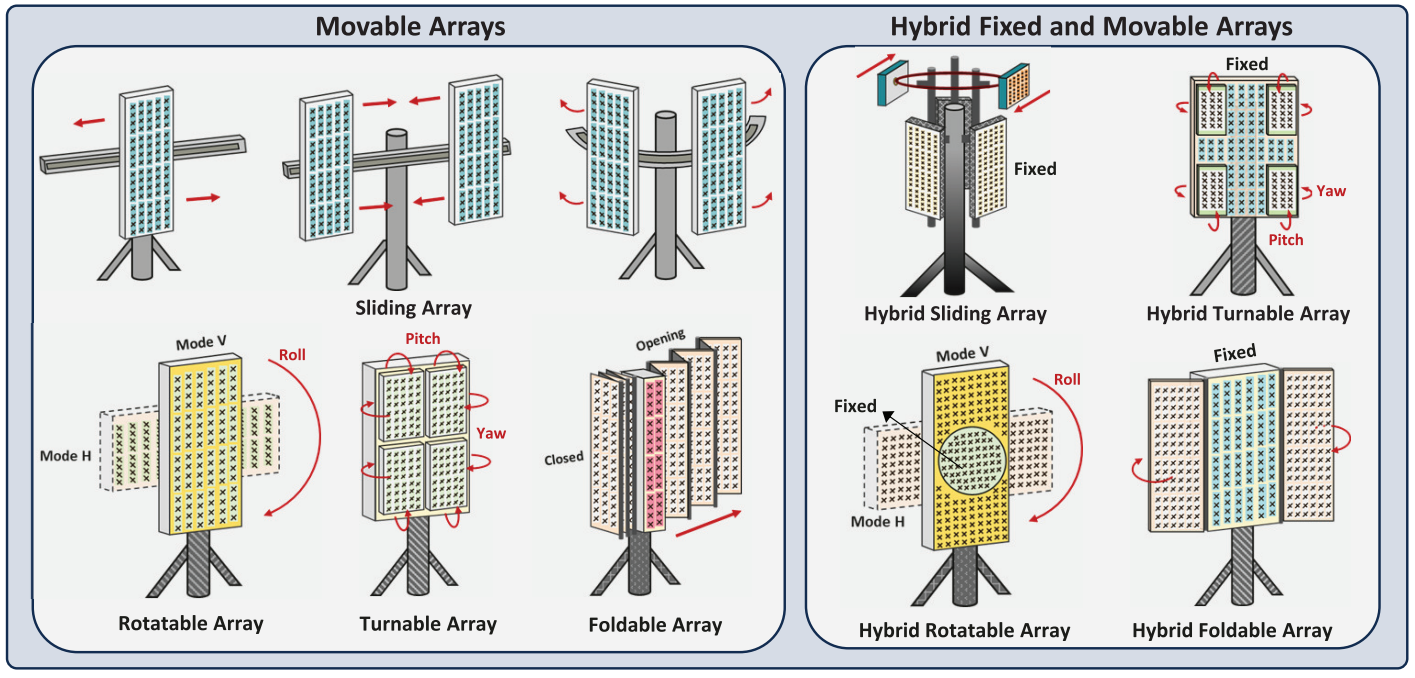 Movable Arrays
Sliding Array
Mode V
Roll
Mode H
Rotatable Array
Pitch
Yaw
Turnable Array
Opening
Closed
Foldable Array
Hybrid Fixed and Movable Arrays
Fixed
Hybrid Sliding Array
Fixed
Yaw
Pitch
Hybrid Turnable Array
Mode V
Roll
Fixed
Mode H
Hybrid Rotatable Array
Fixed
Hybrid Foldable Array